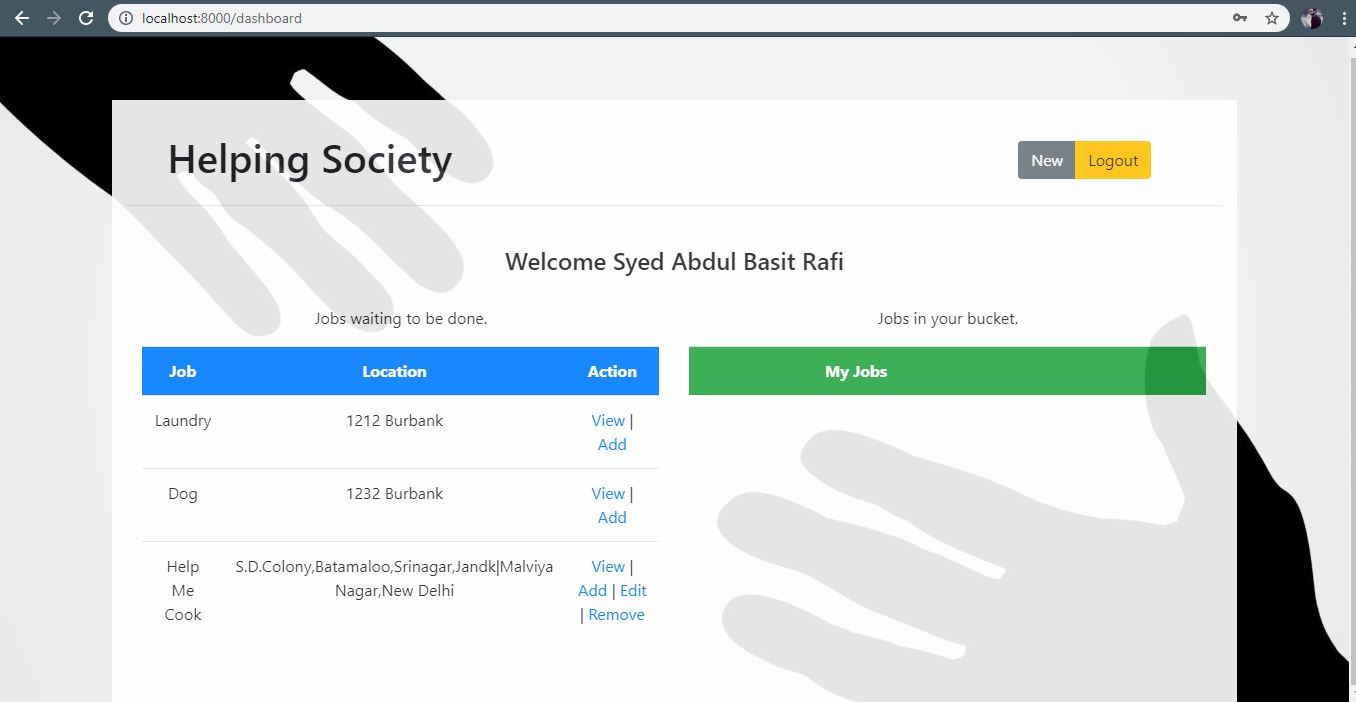 localhost:8000/dashboard
Helping Society
New Logout
Welcome Syed Abdul Basit Rafi
Jobs waiting to be done.
Job Location Action
Laundry 1212 Burbank View |
Add
Dog 1232 Burbank View |
Add
Help S.D.Colony,Batamaloo,Srinagar,Jandk|Malviya View |
Me Nagar,New Delhi Add | Edit
Cook | Remove
Jobs in your bucket.
My Jobs